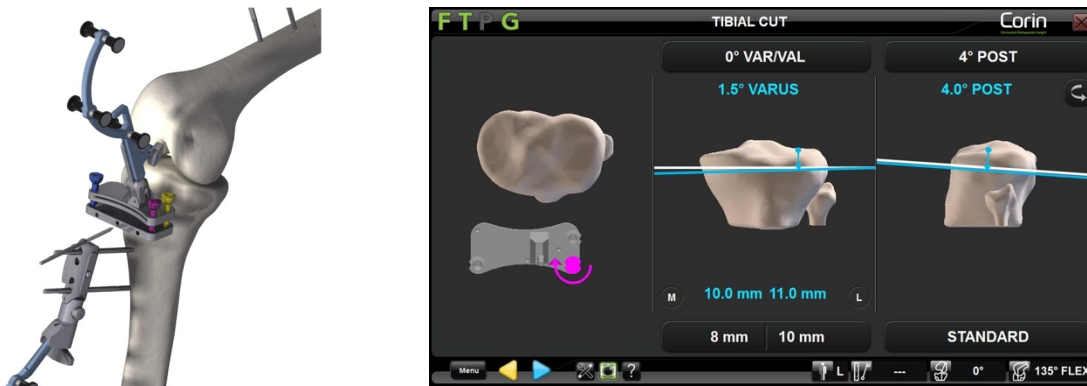 F T P G
TIBIAL CUT
Corin
0° VAR/VAL
4° POST
1.5° VARUS
4.0° POST
M
10.0 mm 11.0 mm
L
8 mm
10 mm
STANDARD
Menu
?
L
---
0°
135° FLEX